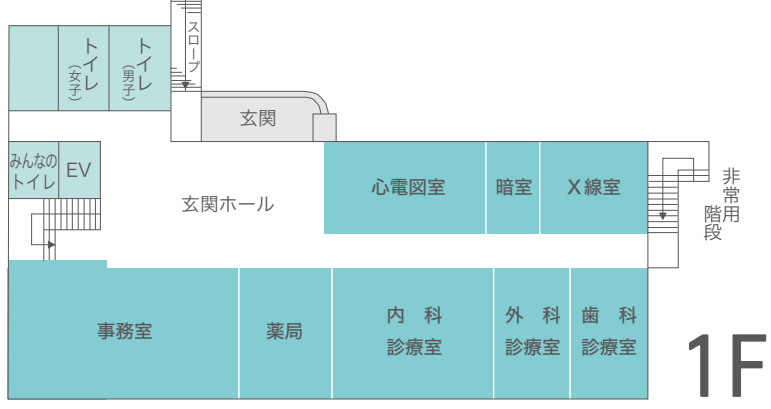 スロープ
トイレ
（女子）
トイレ
（男子）
玄関
みんなの
トイレ
EV
玄関ホール
心電図室
暗室
X線室
非常用
階段
事務室
薬局
内 科
診療室
外 科
診療室
歯 科
診療室
1F